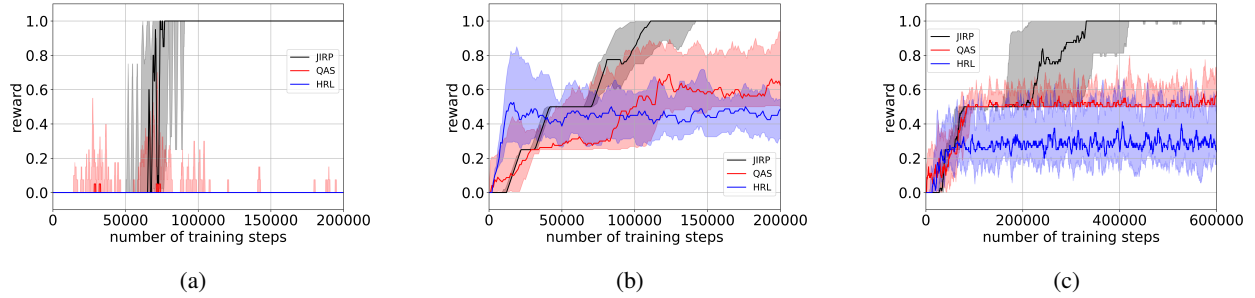 1.0
0.8
0.6
0.4
0.2
0.0
reward
JIRP
QAS
HRL
0 50000 100000 150000 200000
number of training steps
(a)
1.0
0.8
0.6
0.4
0.2
0.0
reward
JIRP
QAS
HRL
0 50000 100000 150000 200000
number of training steps
(b)
1.0
0.8
0.6
0.4
0.2
0.0
reward
JIRP
QAS
HRL
0 200000 400000 600000
number of training steps
(c)